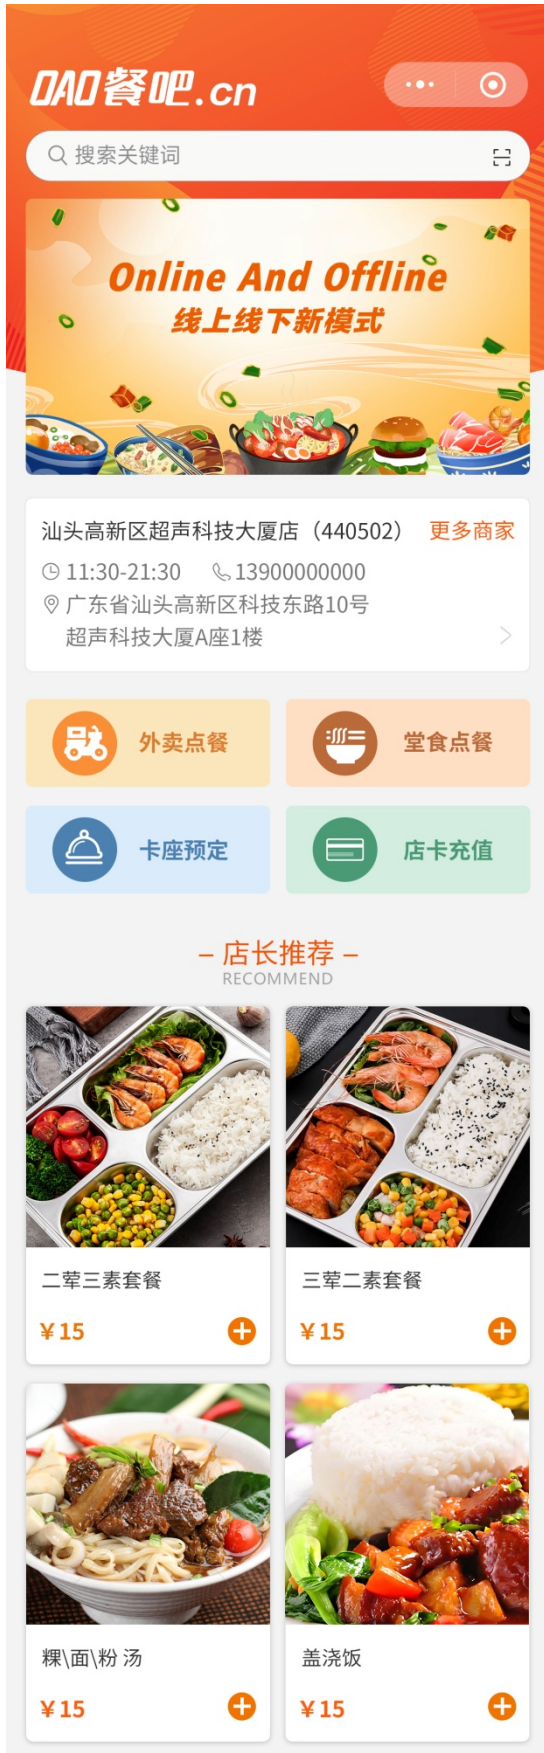 OAO餐吧.cn
搜索关键词
Online And Offline
线上线下新模式
汕头高新区超声科技大厦店（440502） 更多商家
11:30-21:30 13900000000
广东省汕头高新区科技东路10号
超声科技大厦A座1楼
外卖点餐 堂食点餐
卡座预定 店卡充值
– 店长推荐 –
RECOMMEND
二荤三素套餐 三荤二素套餐
￥15 ￥15
粿\面\粉 汤 盖浇饭
￥15 ￥15